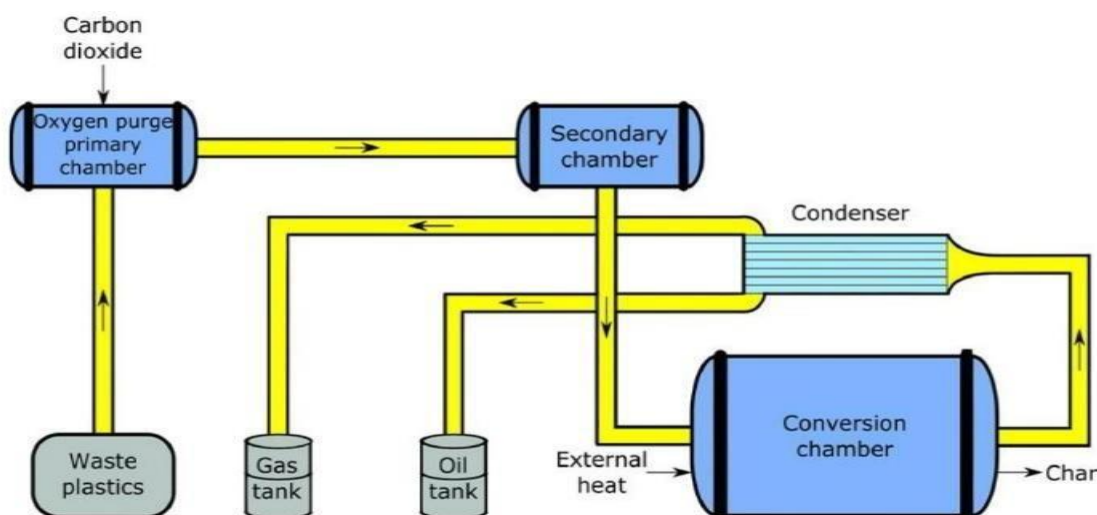 Carbon
dioxide
Oxygen purge
primary
chamber
Secondary
chamber
Condenser
Conversion
chamber
External
heat
Char
Waste
plastics
Gas
tank
Oil
tank